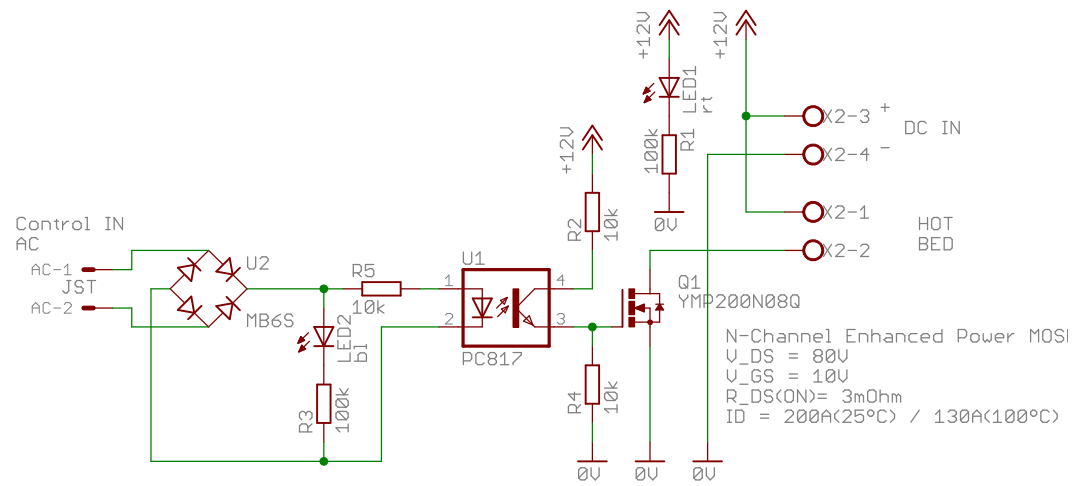 +12V
+12V
LED1
rt
100k
R1
0V
X2-3 +
DC IN
X2-4 -
X2-1
HOT
BED
X2-2
+12V
R2
10k
Control IN
AC
AC-1
JST
AC-2
U2
MB6S
R5
10k
LED2
bl
R3
100k
U1
1
2
4
3
PC817
R4
10k
Q1
YMP200N08Q
N-Channel Enhanced Power MOS
V_DS = 80V
V_GS = 10V
R_DS(ON)= 3mOhm
ID = 200A(25°C) / 130A(100°C)
0V
0V
0V